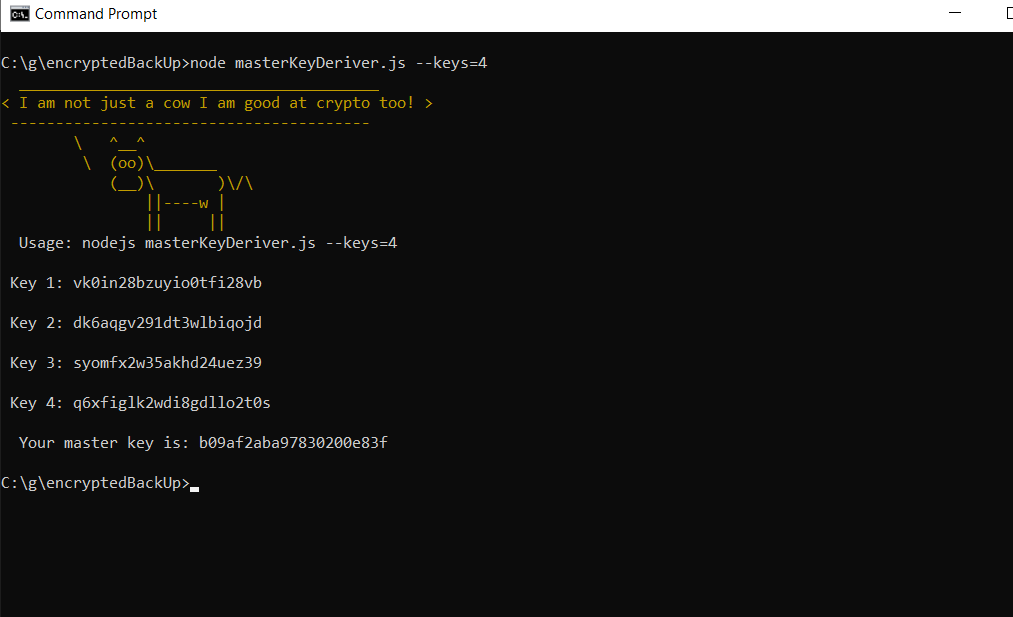 Command Prompt
C:\g\encryptedBackUp>node masterKeyDeriver.js --keys=4
  ________________________________________
< I am not just a cow I am good at crypto too! >
 ----------------------------------------
        \   ^__^
         \  (oo)\_______
            (__)\       )\/\
                ||----w |
                ||     ||
  Usage: nodejs masterKeyDeriver.js --keys=4
 Key 1: vk0in28bzuyio0tfi28vb
 Key 2: dk6aqgv291dt3wlbiqojd
 Key 3: syomfx2w35akhd24uez39
 Key 4: q6xfiglk2wdi8gdllo2t0s
  Your master key is: b09af2aba97830200e83f
C:\g\encryptedBackUp>